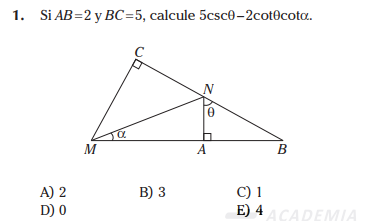 1. Si AB=2 y BC=5, calcule 5cscθ–2cotθcotα.
C
N
θ
α
M A B
A) 2 B) 3 C) 1
D) 0 E) 4
ACADEMIA